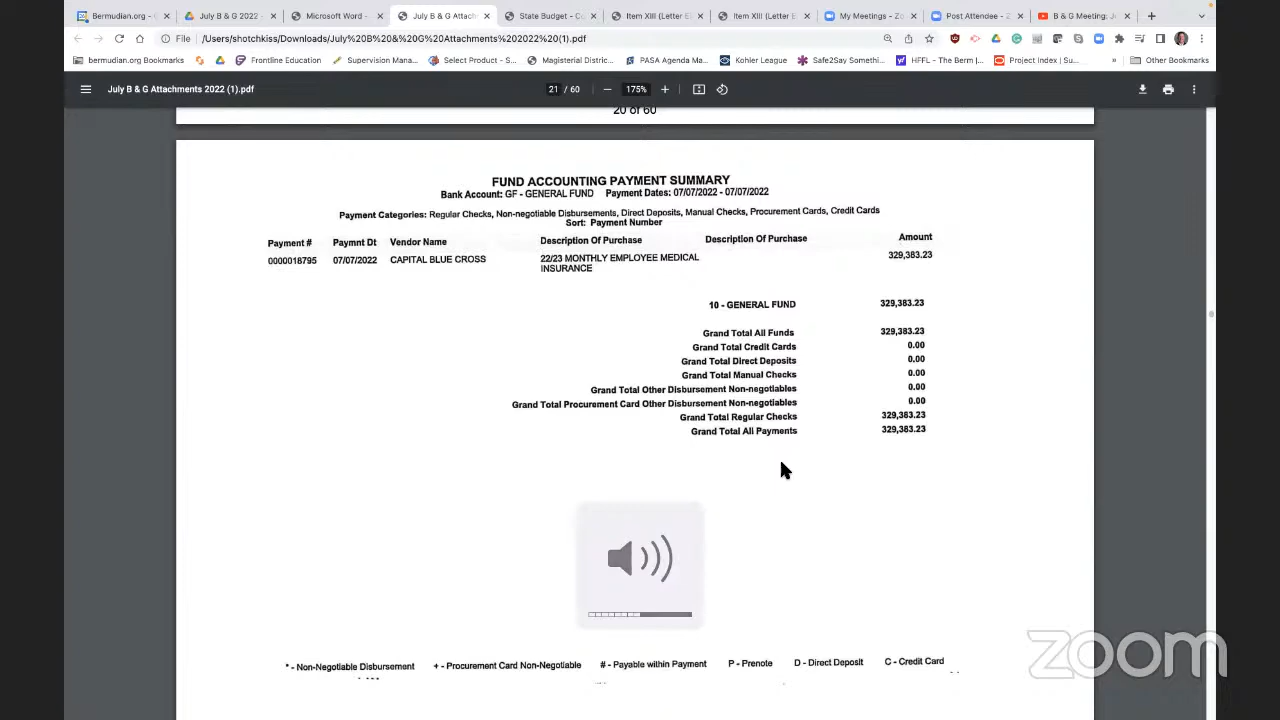 Bermudian.org - C
July B & G 2022 -
Microsoft Word -
July B & G Attachm
State Budget - Cu
Item XIII (Letter E
Item XIII (Letter E
My Meetings - Zo
Post Attendee - Z
B & G Meeting: J
File /Users/shotchkiss/Downloads/July%20B%20&%20G%20Attachments%202022%20(1).pdf
bermudian.org Bookmarks
Frontline Education
Supervision Mana...
Select Product - S...
Magisterial Distric...
PASA Agenda Ma...
Kohler League
Safe2Say Somethi...
HFFL - The Berm |...
Project Index | Su...
»
Other Bookmarks
July B & G Attachments 2022 (1).pdf
21 / 60
175%
20 of 60
FUND ACCOUNTING PAYMENT SUMMARY
Bank Account: GF - GENERAL FUND Payment Dates: 07/07/2022 - 07/07/2022
Payment Categories: Regular Checks, Non-negotiable Disbursements, Direct Deposits, Manual Checks, Procurement Cards, Credit Cards
Sort: Payment Number
Payment # Paymnt Dt Vendor Name Description Of Purchase Description Of Purchase Amount
0000018795 07/07/2022 CAPITAL BLUE CROSS 22/23 MONTHLY EMPLOYEE MEDICAL 329,383.23
INSURANCE
10 - GENERAL FUND 329,383.23
Grand Total All Funds 329,383.23
Grand Total Credit Cards 0.00
Grand Total Direct Deposits 0.00
Grand Total Manual Checks 0.00
Grand Total Other Disbursement Non-negotiables 0.00
Grand Total Procurement Card Other Disbursement Non-negotiables 0.00
Grand Total Regular Checks 329,383.23
Grand Total All Payments 329,383.23
* - Non-Negotiable Disbursement + - Procurement Card Non-Negotiable # - Payable within Payment P - Prenote D - Direct Deposit C - Credit Card
zoom